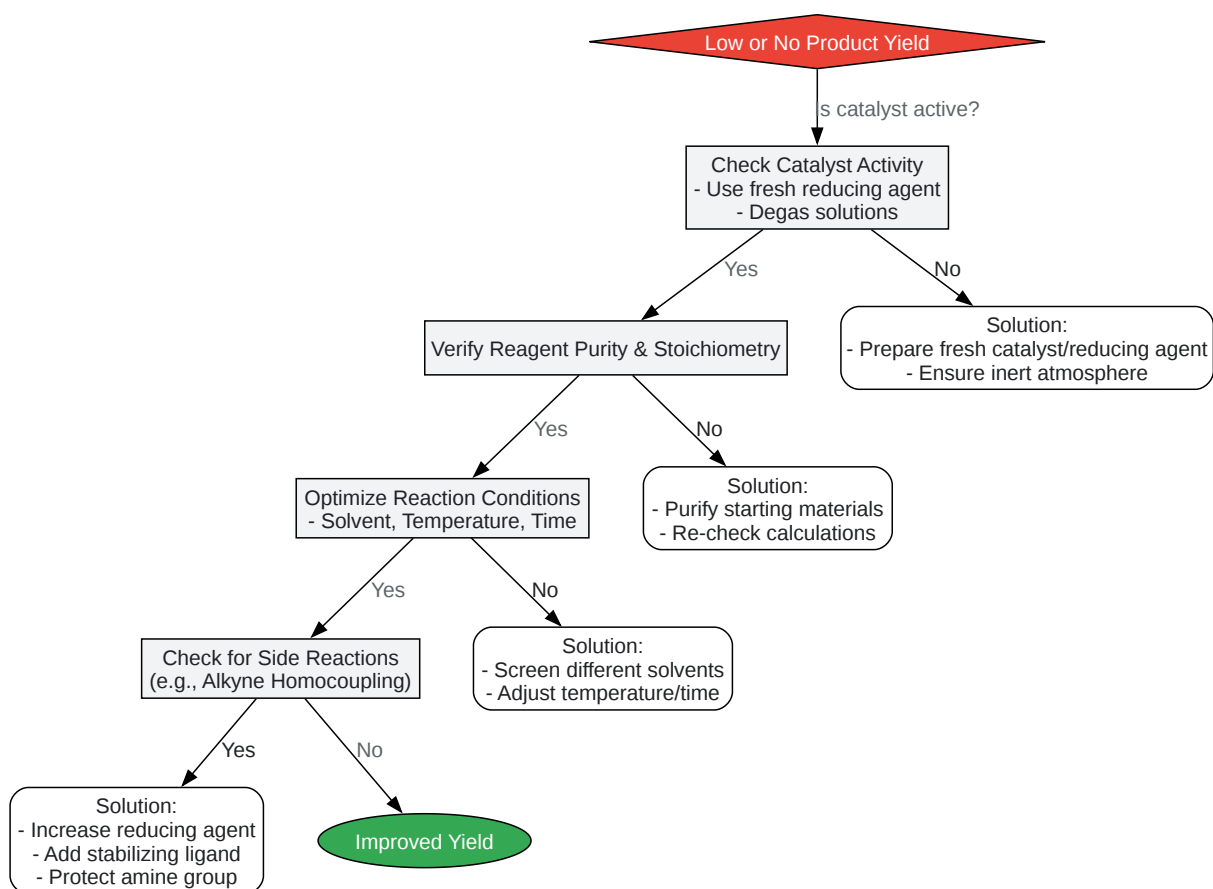 Low or No Product Yield
Is catalyst active?
Check Catalyst Activity
- Use fresh reducing agent
- Degas solutions
Yes
No
Solution:
- Prepare fresh catalyst/reducing agent
- Ensure inert atmosphere
Verify Reagent Purity & Stoichiometry
Yes
No
Solution:
- Purify starting materials
- Re-check calculations
Optimize Reaction Conditions
- Solvent, Temperature, Time
Yes
No
Solution:
- Screen different solvents
- Adjust temperature/time
Check for Side Reactions
(e.g., Alkyne Homocoupling)
Yes
No
Solution:
- Increase reducing agent
- Add stabilizing ligand
- Protect amine group
Improved Yield